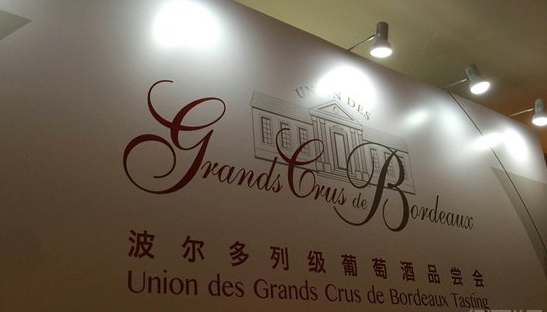 UNION DES
Grands Crus de Bordeaux
波尔多列级葡萄酒品尝会
Union des Grands Crus de Bordeaux Tasting